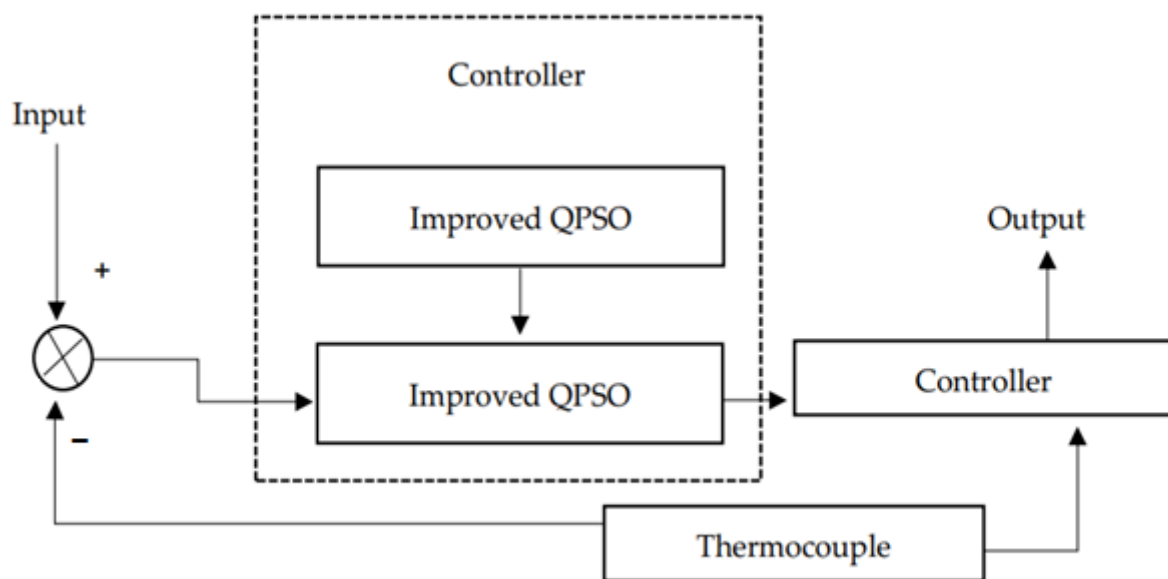 Controller
Input
Improved QPSO
Output
+
Improved QPSO
Controller
−
Thermocouple